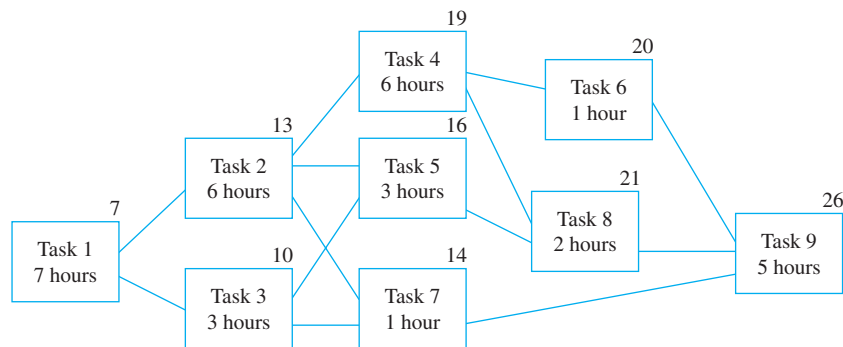 19
Task 4
6 hours
20
Task 6
1 hour
13
Task 2
6 hours
16
Task 5
3 hours
21
Task 8
2 hours
7
Task 1
7 hours
26
Task 9
5 hours
10
Task 3
3 hours
14
Task 7
1 hour